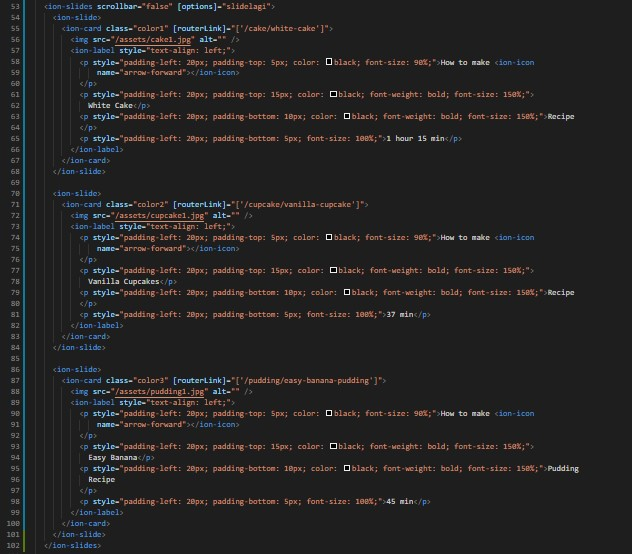 53 <ion-slides scrollbar="false" [options]="slidelagi">
54 <ion-slide>
55 <ion-card class="color1" [routerLink]="['/cake/white-cake']">
56 <img src="/assets/cake1.jpg" alt="" />
57 <ion-label style="text-align: left;">
58 <p style="padding-left: 20px; padding-top: 5px; color: black; font-size: 90%;">How to make <ion-icon
59 name="arrow-forward"></ion-icon>
60 </p>
61 <p style="padding-left: 20px; padding-top: 15px; color: black; font-weight: bold; font-size: 150%;">
62 White Cake</p>
63 <p style="padding-left: 20px; padding-bottom: 10px; color: black; font-weight: bold; font-size: 150%;">Recipe
64 </p>
65 <p style="padding-left: 20px; padding-bottom: 5px; font-size: 100%;">1 hour 15 min</p>
66 </ion-label>
67 </ion-card>
68 </ion-slide>
69
70 <ion-slide>
71 <ion-card class="color2" [routerLink]="['/cupcake/vanilla-cupcake']">
72 <img src="/assets/cupcake1.jpg" alt="" />
73 <ion-label style="text-align: left;">
74 <p style="padding-left: 20px; padding-top: 5px; color: black; font-size: 90%;">How to make <ion-icon
75 name="arrow-forward"></ion-icon>
76 </p>
77 <p style="padding-left: 20px; padding-top: 15px; color: black; font-weight: bold; font-size: 150%;">
78 Vanilla Cupcakes</p>
79 <p style="padding-left: 20px; padding-bottom: 10px; color: black; font-weight: bold; font-size: 150%;">Recipe
80 </p>
81 <p style="padding-left: 20px; padding-bottom: 5px; font-size: 100%;">37 min</p>
82 </ion-label>
83 </ion-card>
84 </ion-slide>
85
86 <ion-slide>
87 <ion-card class="color3" [routerLink]="['/pudding/easy-banana-pudding']">
88 <img src="/assets/pudding1.jpg" alt="" />
89 <ion-label style="text-align: left;">
90 <p style="padding-left: 20px; padding-top: 5px; color: black; font-size: 90%;">How to make <ion-icon
91 name="arrow-forward"></ion-icon>
92 </p>
93 <p style="padding-left: 20px; padding-top: 15px; color: black; font-weight: bold; font-size: 150%;">
94 Easy Banana</p>
95 <p style="padding-left: 20px; padding-bottom: 10px; color: black; font-weight: bold; font-size: 150%;">Pudding
96 Recipe
97 </p>
98 <p style="padding-left: 20px; padding-bottom: 5px; font-size: 100%;">45 min</p>
99 </ion-label>
100 </ion-card>
101 </ion-slide>
102 </ion-slides>